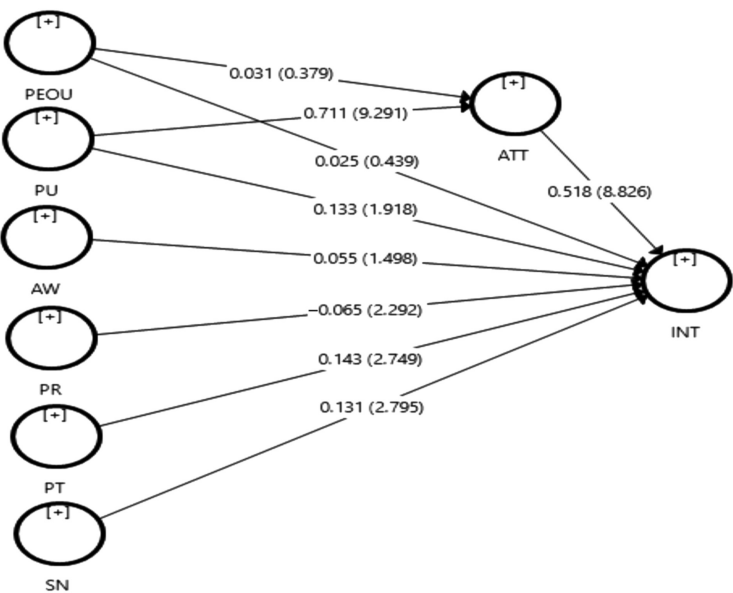 [+]
PEOU
0.031 (0.379)
[+]
ATT
[+]
PU
0.711 (9.291)
0.025 (0.439)
0.518 (8.826)
0.133 (1.918)
[+]
AW
0.055 (1.498)
[+]
INT
[+]
PR
−0.065 (2.292)
0.143 (2.749)
[+]
PT
0.131 (2.795)
[+]
SN